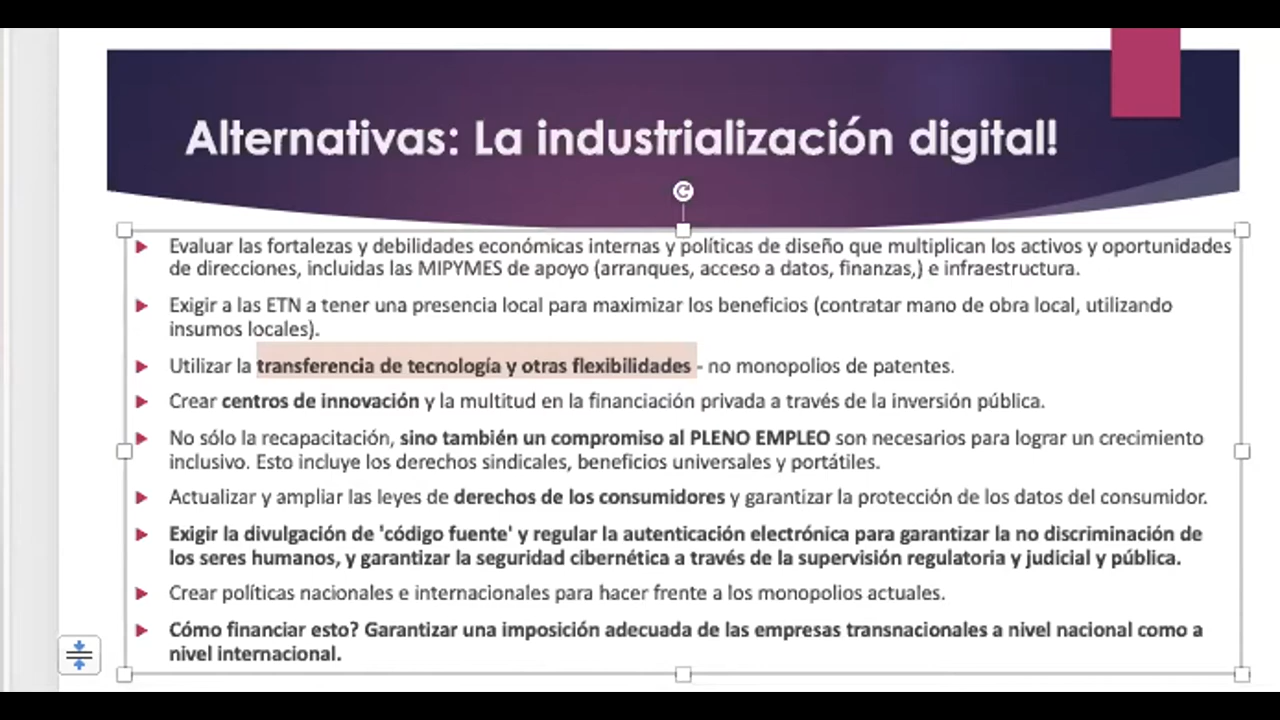 Alternativas: La industrialización digital!
Evaluar las fortalezas y debilidades económicas internas y políticas de diseño que multiplican los activos y oportunidades
de direcciones, incluidas las MIPYMES de apoyo (arranques, acceso a datos, finanzas,) e infraestructura.
Exigir a las ETN a tener una presencia local para maximizar los beneficios (contratar mano de obra local, utilizando
insumos locales).
Utilizar la transferencia de tecnología y otras flexibilidades - no monopolios de patentes.
Crear centros de innovación y la multitud en la financiación privada a través de la inversión pública.
No sólo la recapacitación, sino también un compromiso al PLENO EMPLEO son necesarios para lograr un crecimiento
inclusivo. Esto incluye los derechos sindicales, beneficios universales y portátiles.
Actualizar y ampliar las leyes de derechos de los consumidores y garantizar la protección de los datos del consumidor.
Exigir la divulgación de 'código fuente' y regular la autenticación electrónica para garantizar la no discriminación de
los seres humanos, y garantizar la seguridad cibernética a través de la supervisión regulatoria y judicial y pública.
Crear políticas nacionales e internacionales para hacer frente a los monopolios actuales.
Cómo financiar esto? Garantizar una imposición adecuada de las empresas transnacionales a nivel nacional como a
nivel internacional.